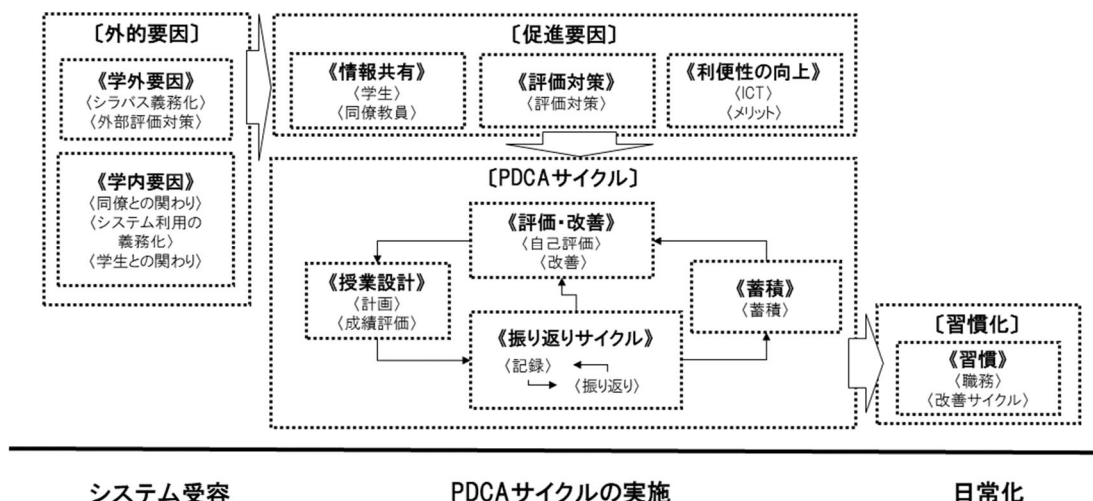 〔外的要因〕
《学外要因》
〈シラバス義務化〉
〈外部評価対策〉
《学内要因》
〈同僚との関わり〉
〈システム利用の
義務化〉
〈学生との関わり〉
〔促進要因〕
《情報共有》
〈学生〉
〈同僚教員〉
《評価対策》
〈評価対策〉
《利便性の向上》
〈ICT〉
〈メリット〉
〔PDCAサイクル〕
《評価・改善》
〈自己評価〉
〈改善〉
《授業設計》
〈計画〉
〈成績評価〉
《振り返りサイクル》
〈記録〉
〈振り返り〉
《蓄積》
〈蓄積〉
〔習慣化〕
《習慣》
〈職務〉
〈改善サイクル〉
システム受容
PDCAサイクルの実施
日常化